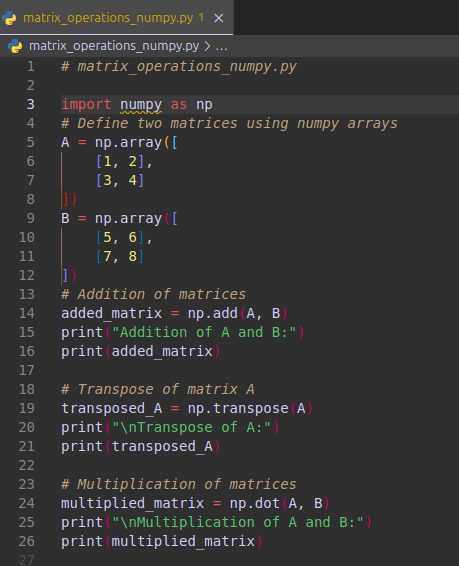 matrix_operations_numpy.py 1 ×
matrix_operations_numpy.py > ...
1 # matrix_operations_numpy.py
2
3 import numpy as np
4 # Define two matrices using numpy arrays
5 A = np.array([
6     [1, 2],
7     [3, 4]
8 ])
9 B = np.array([
10     [5, 6],
11     [7, 8]
12 ])
13 # Addition of matrices
14 added_matrix = np.add(A, B)
15 print("Addition of A and B:")
16 print(added_matrix)
17
18 # Transpose of matrix A
19 transposed_A = np.transpose(A)
20 print("\nTranspose of A:")
21 print(transposed_A)
22
23 # Multiplication of matrices
24 multiplied_matrix = np.dot(A, B)
25 print("\nMultiplication of A and B:")
26 print(multiplied_matrix)
27